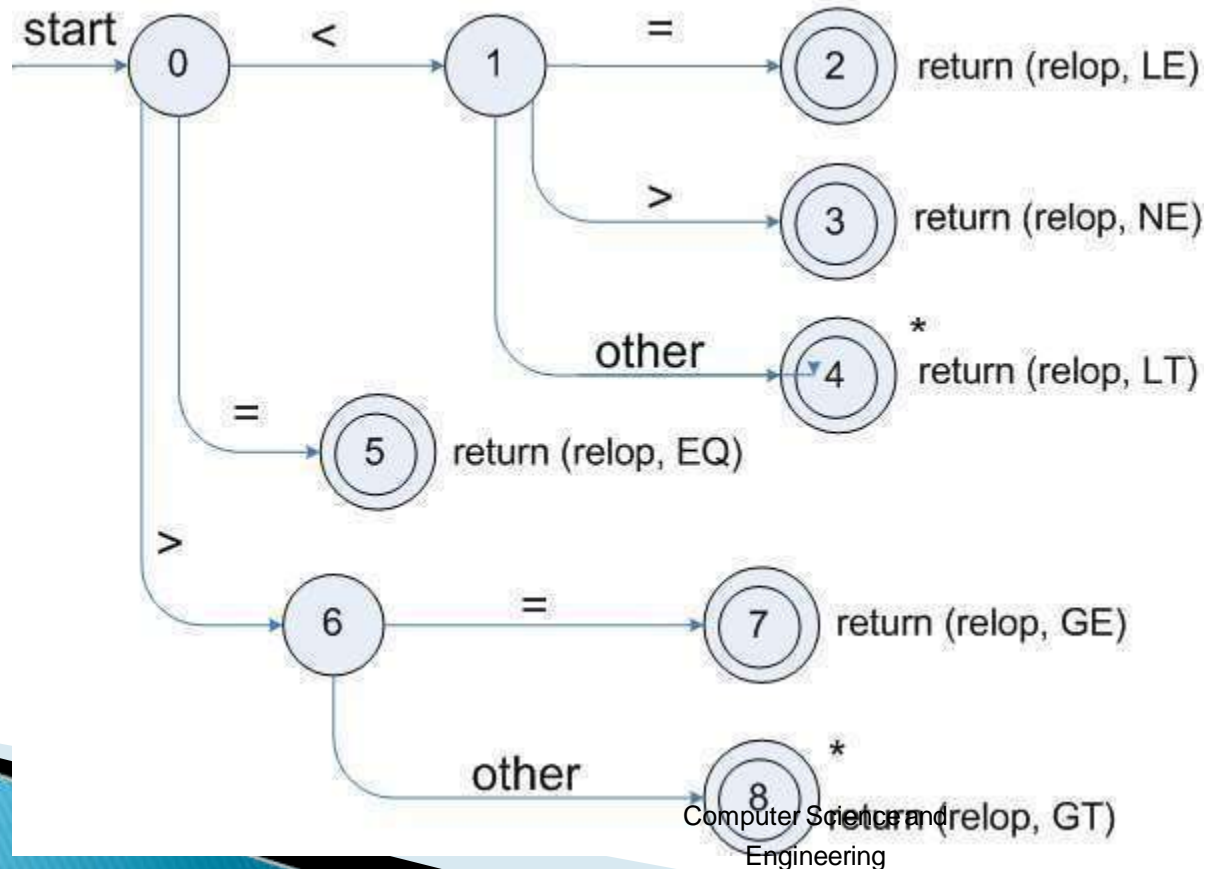 start
0
<
1
=
2
return (relop, LE)
>
3
return (relop, NE)
other
*
4
return (relop, LT)
=
5
return (relop, EQ)
>
6
=
7
return (relop, GE)
other
*
8
return (relop, GT)
Computer Science and
Engineering